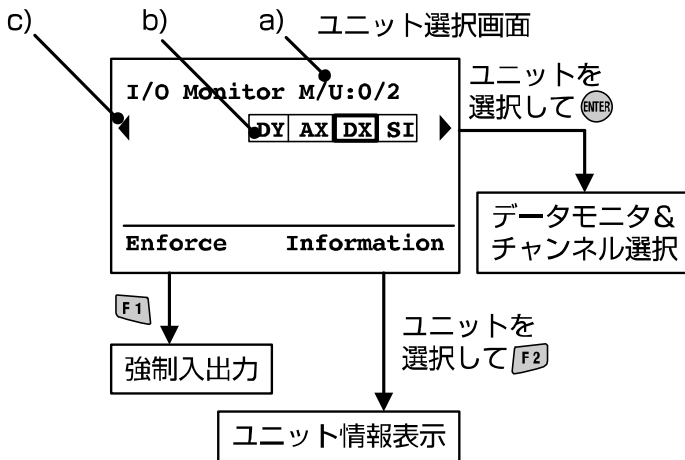 c)
b)
a)
ユニット選択画面
I/O Monitor M/U:0/2
DY AX DX SI
Enforce Information
ユニットを
選択して ENTER
データモニタ&
チャンネル選択
F1
強制入出力
ユニットを
選択して F2
ユニット情報表示